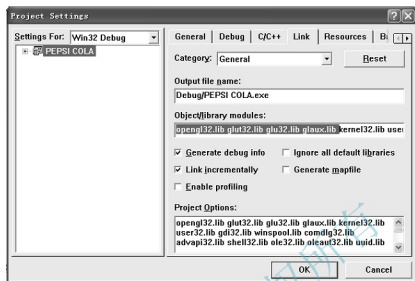 Project Settings
Settings For: Win32 Debug
PEPSI COLA
General Debug C/C++ Link Resources
Category: General Reset
Output file name:
Debug/PEPSI COLA.exe
Object/library modules:
opengl32.lib glut32.lib glu32.lib glaux.lib kernel32.lib user
Generate debug info Ignore all default libraries
Link incrementally Generate mapfile
Enable profiling
Project Options:
opengl32.lib glut32.lib glu32.lib glaux.lib kernel32.lib
user32.lib gdi32.lib winspool.lib comdlg32.lib
advapi32.lib shell32.lib ole32.lib oleaut32.lib uuid.lib
OK Cancel